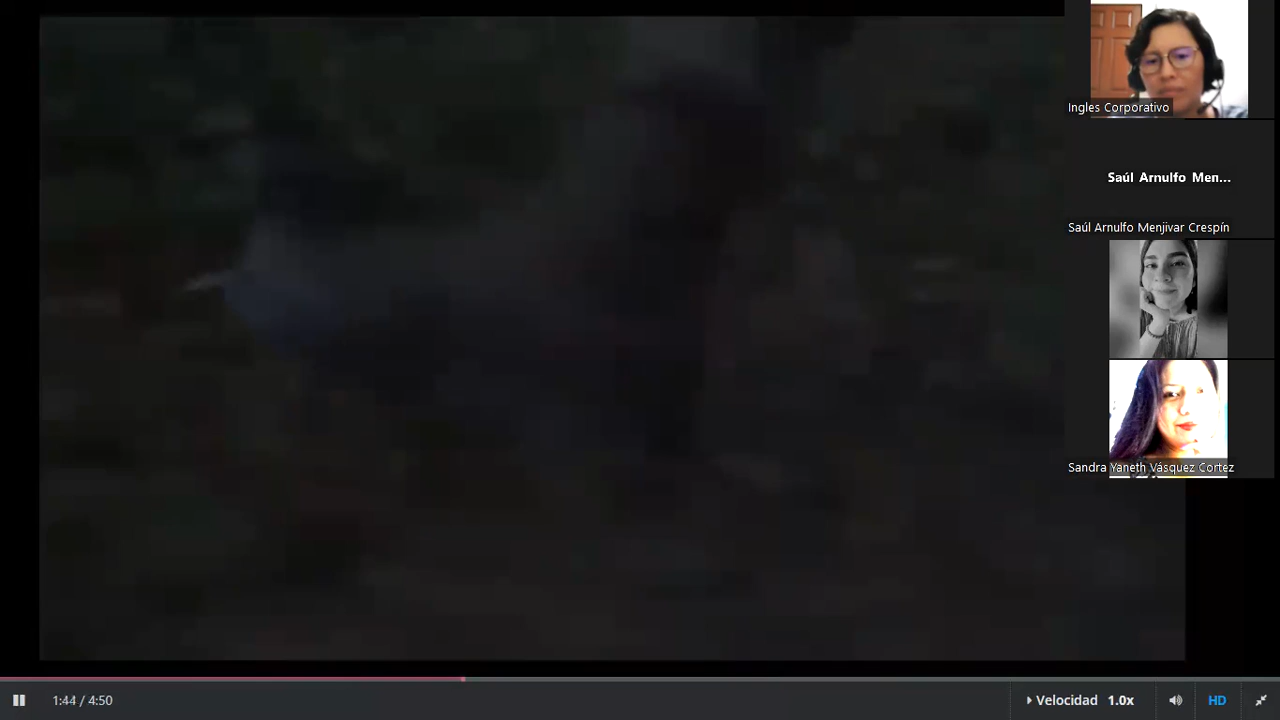 Ingles Corporativo
Saúl Arnulfo Men...
Saúl Arnulfo Menjivar Crespín
Sandra Yaneth Vásquez Cortez
1:44 / 4:50
Velocidad 1.0x
HD